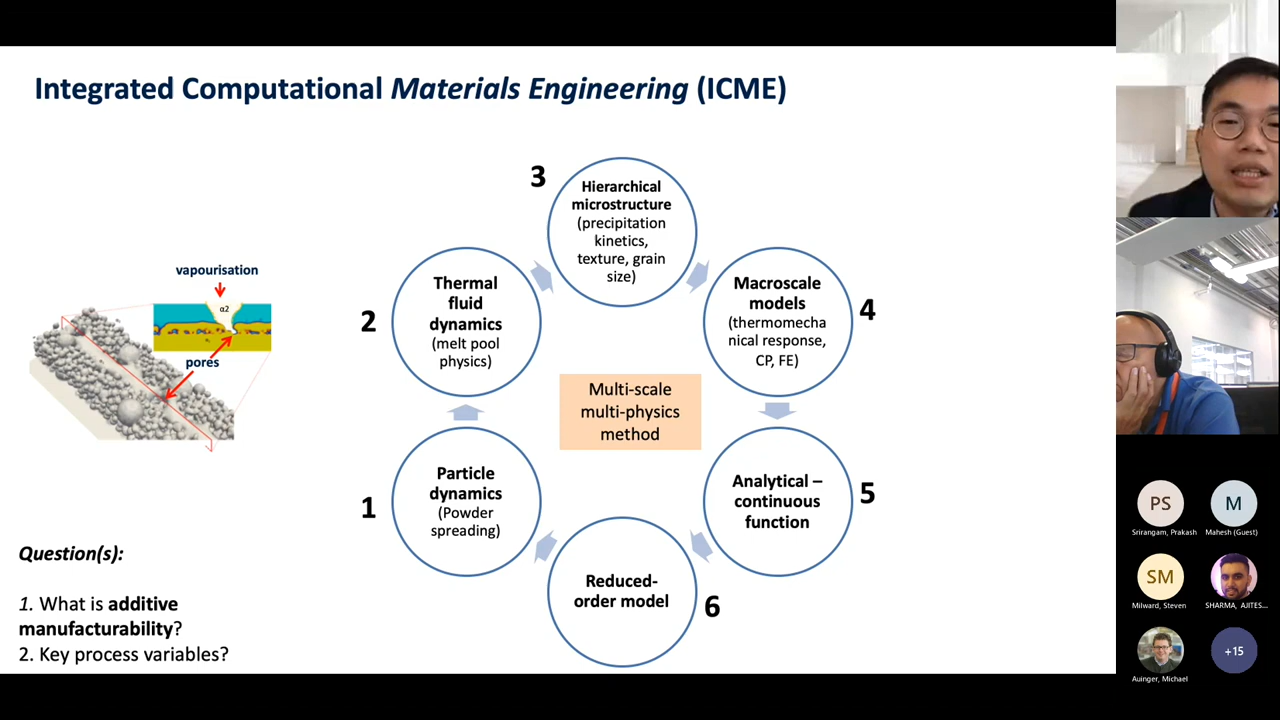 Integrated Computational Materials Engineering (ICME)
3
Hierarchical
microstructure
(precipitation
kinetics,
texture, grain
size)
vapourisation
α2
pores
2
Thermal
fluid
dynamics
(melt pool
physics)
Macroscale
models
(thermomecha
nical response,
CP, FE)
4
Multi-scale
multi-physics
method
1
Particle
dynamics
(Powder
spreading)
Analytical –
continuous
function
5
Reduced-
order model
6
Question(s):
1. What is additive
manufacturability?
2. Key process variables?
PS
Srirangam, Prakash
M
Mahesh (Guest)
SM
Milward, Steven
SHARMA, AJITES...
Auinger, Michael
+15